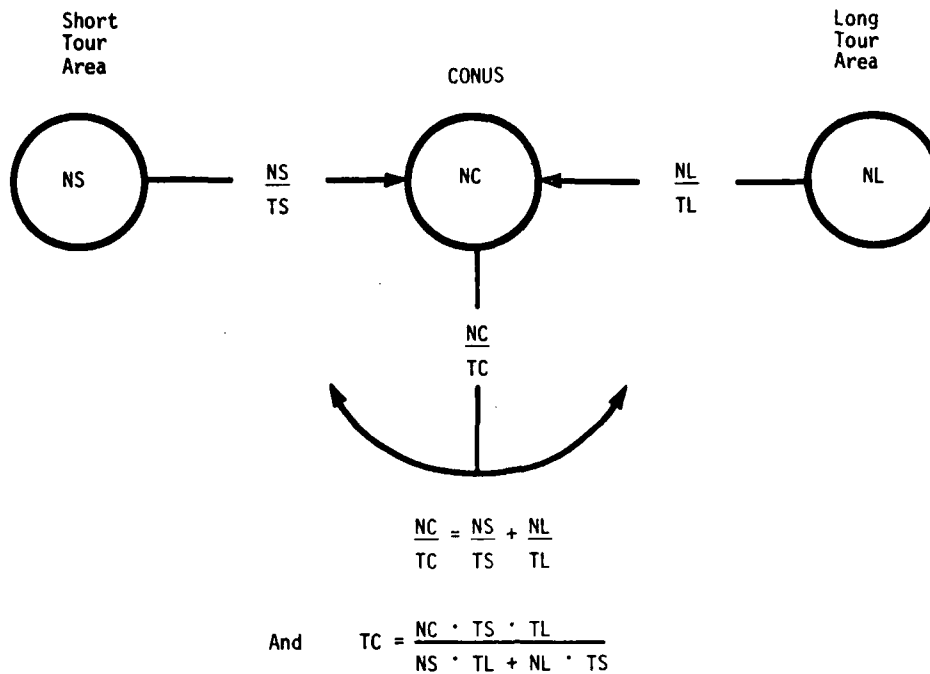 Short
Tour
Area
CONUS
Long
Tour
Area
NS
NS
TS
NC
NL
TL
NL
NC
TC
NC = NS + NL
TC TS TL
And TC = NC · TS · TL
NS · TL + NL · TS